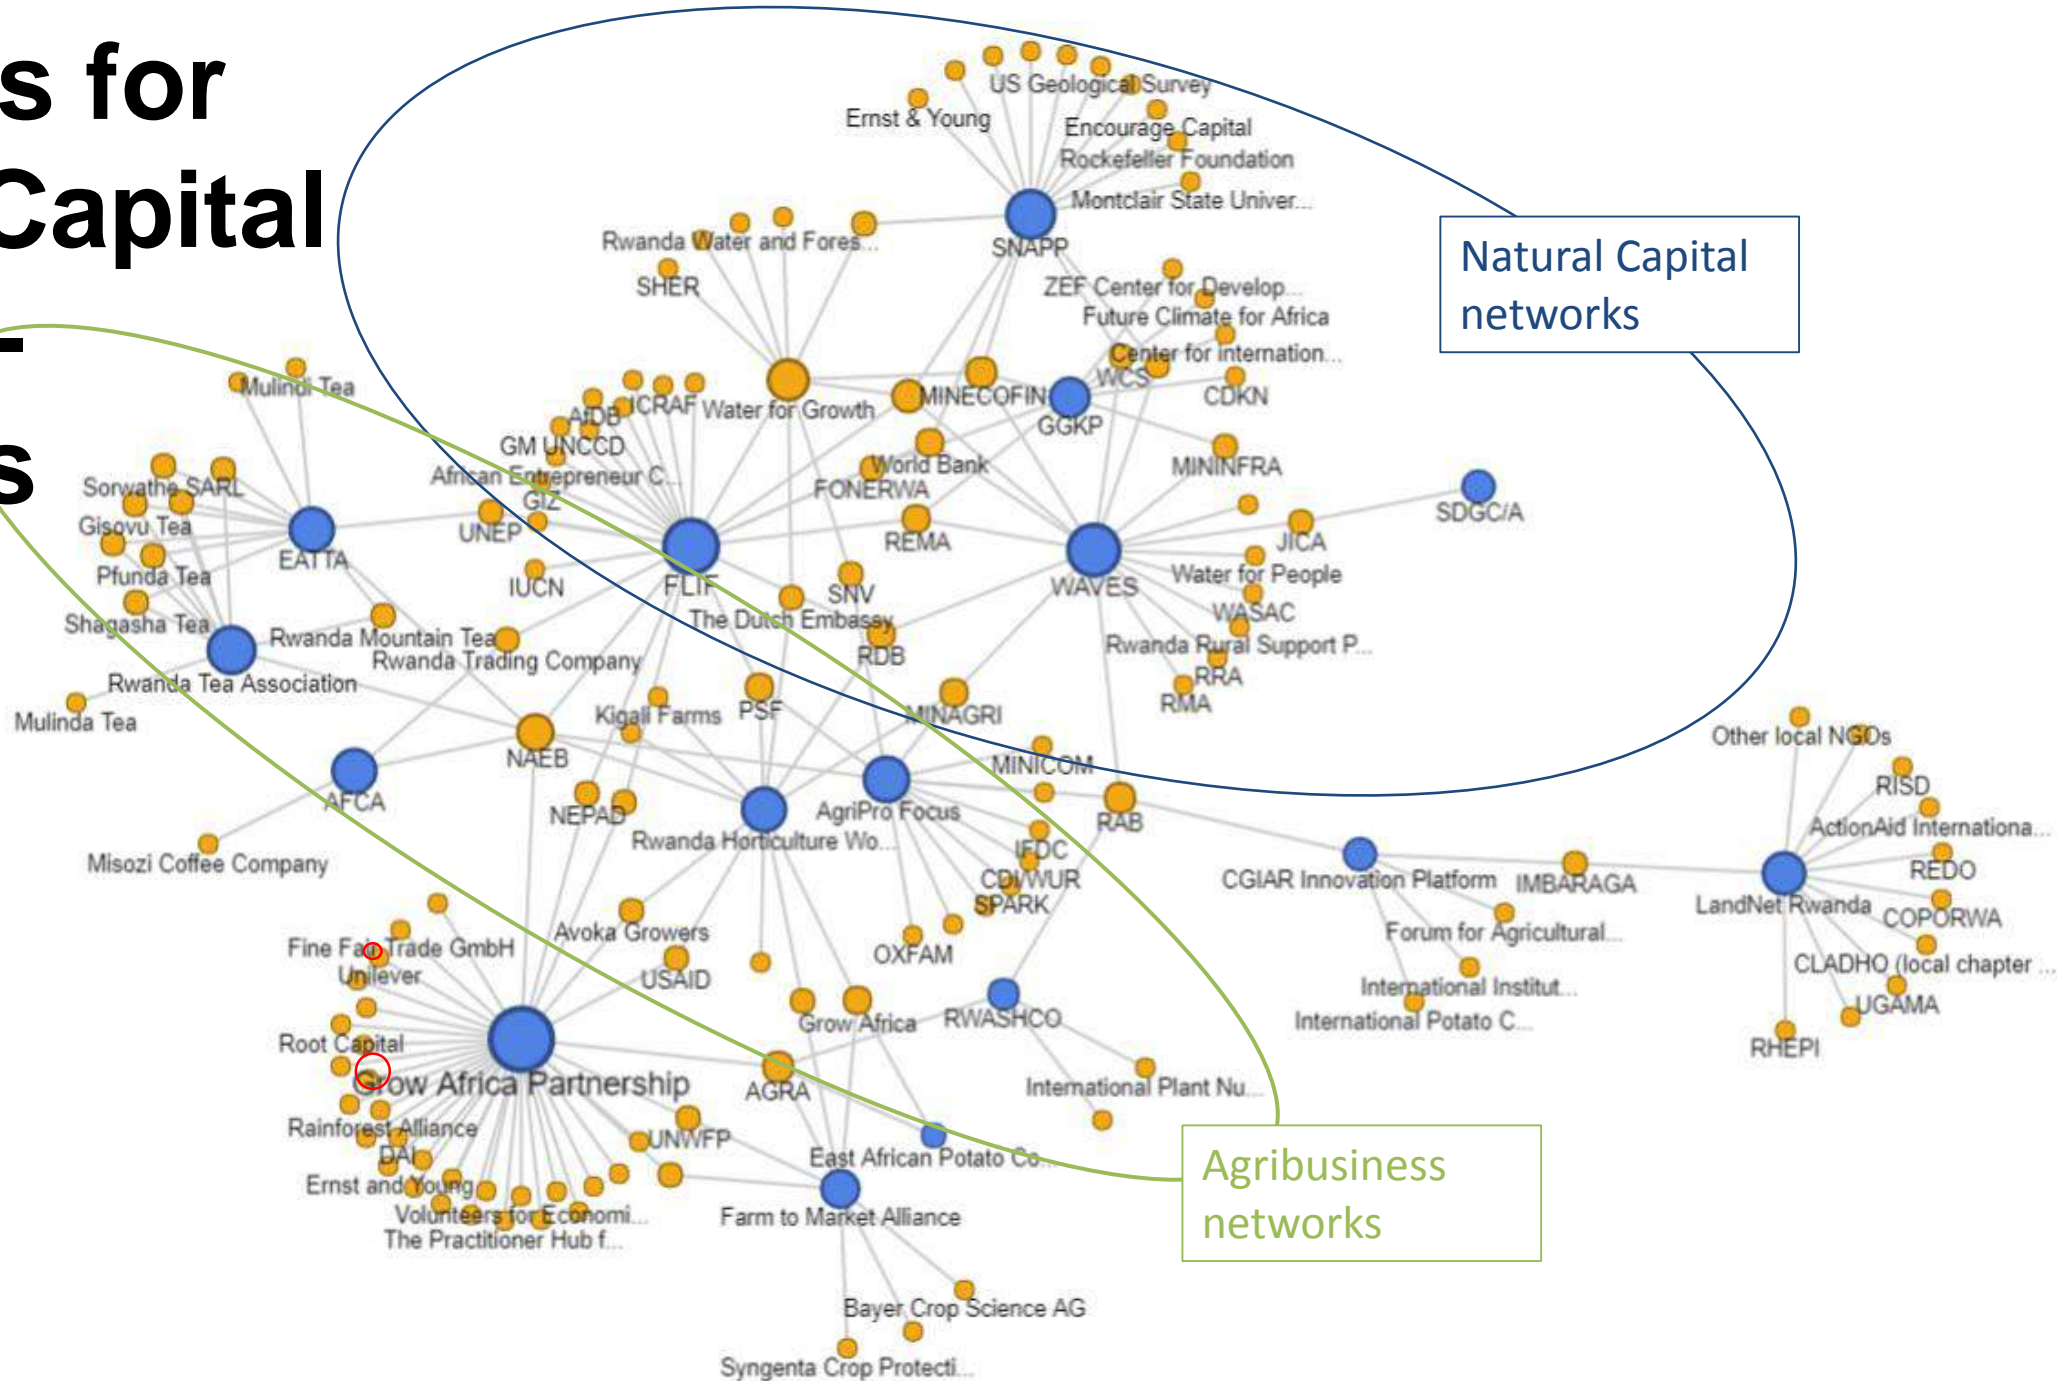 s for
Capital
-
s
US Geological Survey
Ernst & Young
Encourage Capital
Rockefeller Foundation
Montclair State Univer...
SNAPP
Rwanda Water and Fores...
SHER
ZEF Center for Develop...
Future Climate for Africa
Center for internation...
WCS
CDKN
Natural Capital
networks
Mulindi Tea
ICRAF
AfDB
Water for Growth
MINECOFIN
GGKP
GM UNCCD
African Entrepreneur C...
GIZ
World Bank
FONERWA
MININFRA
Sorwathe SARL
Gisovu Tea
EATTA
UNEP
REMA
JICA
SDGC/A
Pfunda Tea
IUCN
FLIF
SNV
WAVES
Water for People
WASAC
Shagasha Tea
Rwanda Mountain Tea
The Dutch Embassy
Rwanda Trading Company
RDB
Rwanda Rural Support P...
RRA
RMA
Rwanda Tea Association
Mulinda Tea
Kigali Farms
PSF
MINAGRI
Other local NGOs
NAEB
MINICOM
RISD
AFCA
NEPAD
AgriPro Focus
RAB
ActionAid Internationa...
Rwanda Horticulture Wo...
IFDC
REDO
Misozi Coffee Company
CDI/WUR
CGIAR Innovation Platform
IMBARAGA
SPARK
LandNet Rwanda
COPORWA
Avoka Growers
Forum for Agricultural...
Fine Fair Trade GmbH
OXFAM
CLADHO (local chapter ...
Unilever
USAID
International Institut...
UGAMA
Grow Africa
RWASHCO
International Potato C...
Root Capital
RHEPI
Grow Africa Partnership
AGRA
International Plant Nu...
Rainforest Alliance
UNWFP
DAI
East African Potato Co...
Agribusiness
networks
Ernst and Young
Volunteers for Economi...
Farm to Market Alliance
The Practitioner Hub f...
Bayer Crop Science AG
Syngenta Crop Protecti...